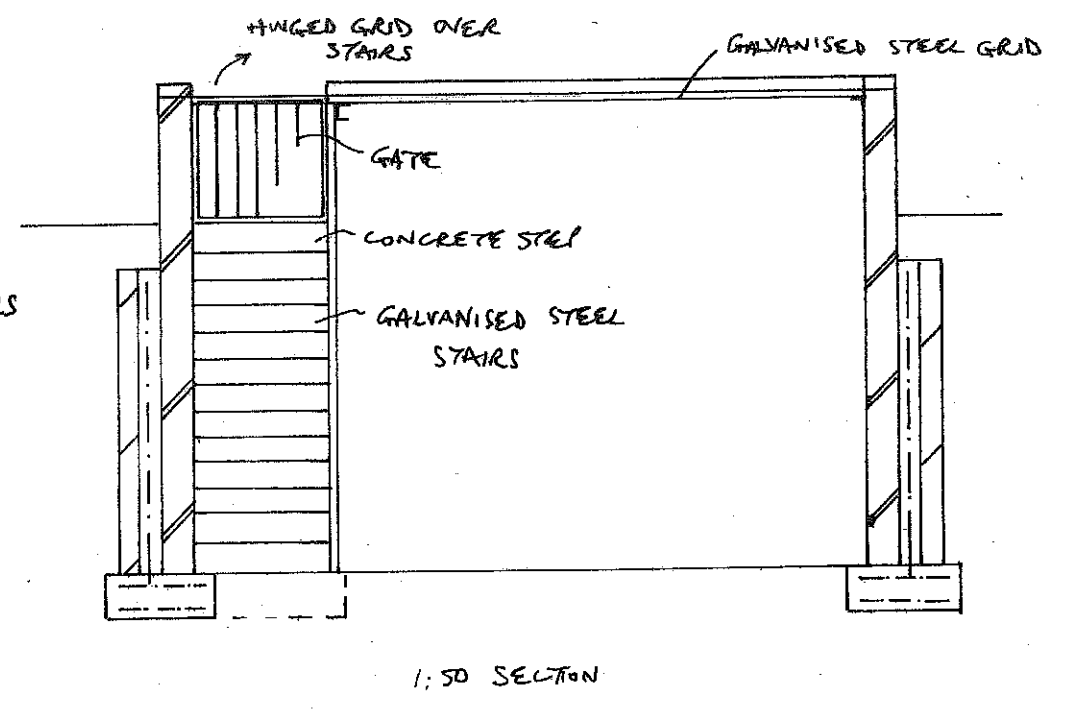 HINGED GRID OVER
STAIRS
GALVANISED STEEL GRID
GATE
CONCRETE STEP
GALVANISED STEEL
STAIRS
1:50 SECTION